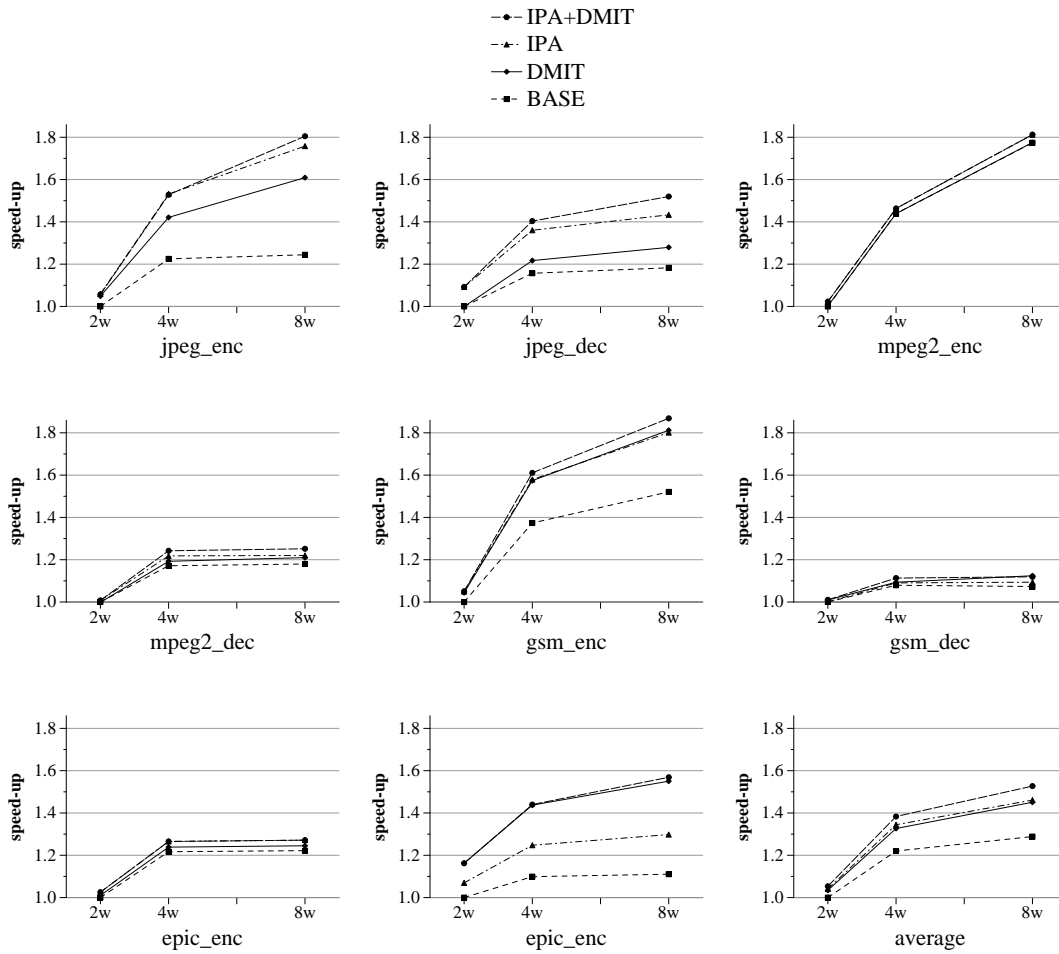 IPA+DMIT
IPA
DMIT
BASE
1.8
1.6
1.4
1.2
1.0
speed-up
2w 4w 8w
jpeg_enc
1.8
1.6
1.4
1.2
1.0
speed-up
2w 4w 8w
jpeg_dec
1.8
1.6
1.4
1.2
1.0
speed-up
2w 4w 8w
mpeg2_enc
1.8
1.6
1.4
1.2
1.0
speed-up
2w 4w 8w
mpeg2_dec
1.8
1.6
1.4
1.2
1.0
speed-up
2w 4w 8w
gsm_enc
1.8
1.6
1.4
1.2
1.0
speed-up
2w 4w 8w
gsm_dec
1.8
1.6
1.4
1.2
1.0
speed-up
2w 4w 8w
epic_enc
1.8
1.6
1.4
1.2
1.0
speed-up
2w 4w 8w
epic_enc
1.8
1.6
1.4
1.2
1.0
speed-up
2w 4w 8w
average